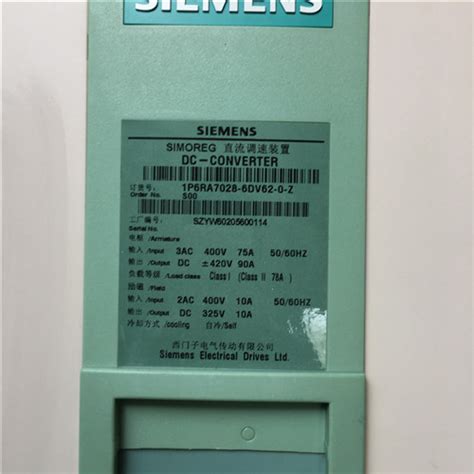 SIEMENS
SIEMENS
SIMOREG 直流调速装置
DC-CONVERTER
订货号: 1P6RA7028-6DV62-0-Z
Order No. S00
工厂编号: SZYW60205600114
Serial No.
电枢 /Armature
输入 /Input 3AC 400V 75A 50/60HZ
输出 /Output DC ±420V 90A
负载等级/Load class Class I (Class II 78A)
励磁 /Field
输入 /Input 2AC 400V 10A 50/60HZ
输出 /Output DC 325V 10A
冷却方式/cooling 自冷/Self
西门子电气传动有限公司
Siemens Electrical Drives Ltd.